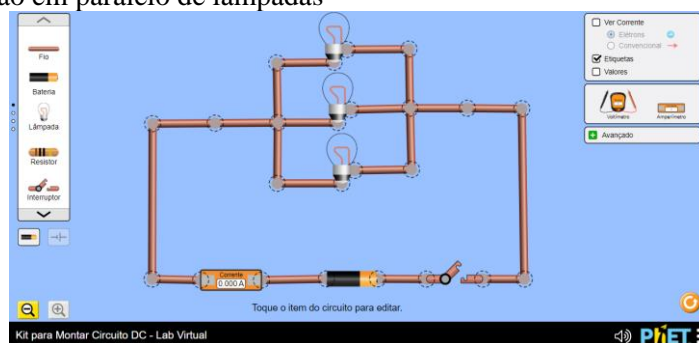 ão em paralelo de lâmpadas
Fio
Bateria
Lâmpada
Resistor
Interruptor
Ver Corrente
Elétrons
Convencional
Etiquetas
Valores
Voltímetro
Amperímetro
Avançado
Corrente
0.000 A
Toque o item do circuito para editar.
Kit para Montar Circuito DC - Lab Virtual
PhET